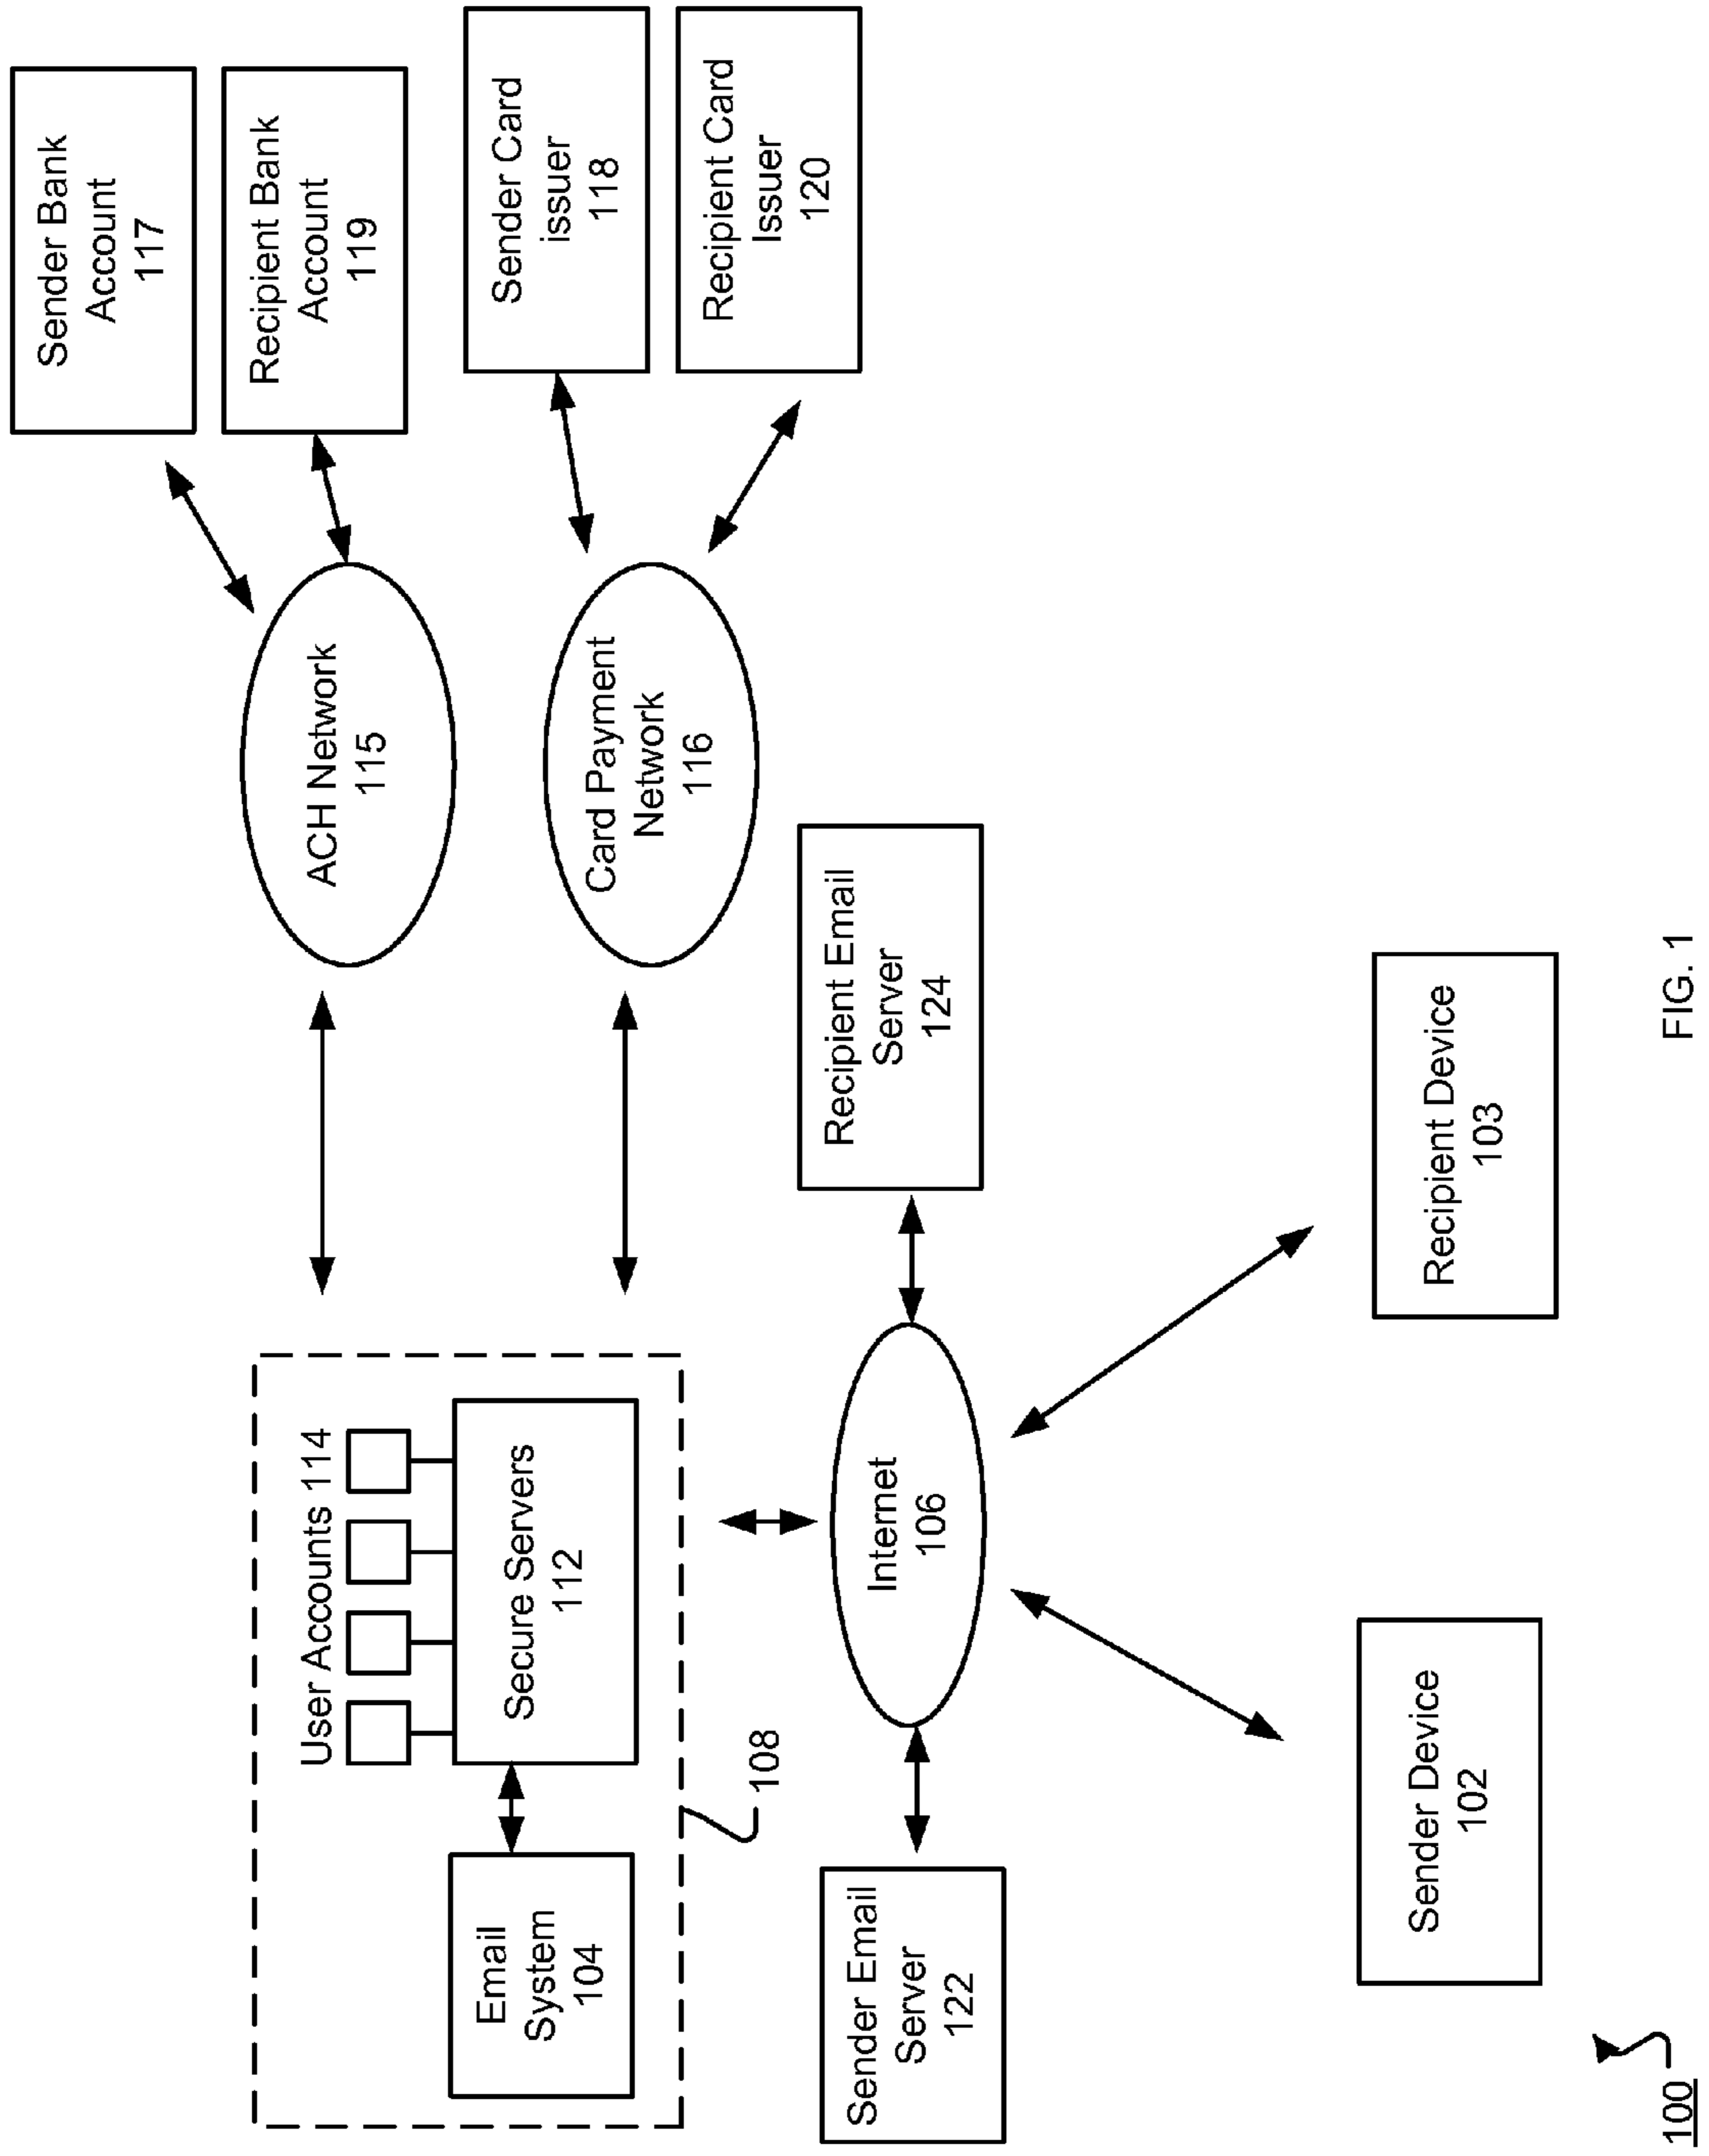 Sender Bank
Account
117
Recipient Bank
Account
119
ACH Network
115
Sender Card
issuer
118
Recipient Card
Issuer
120
Card Payment
Network
116
User Accounts 114
Secure Servers
112
Email
System
104
108
Recipient Email
Server
124
Internet
106
Sender Email
Server
122
Recipient Device
103
Sender Device
102
100
FIG. 1